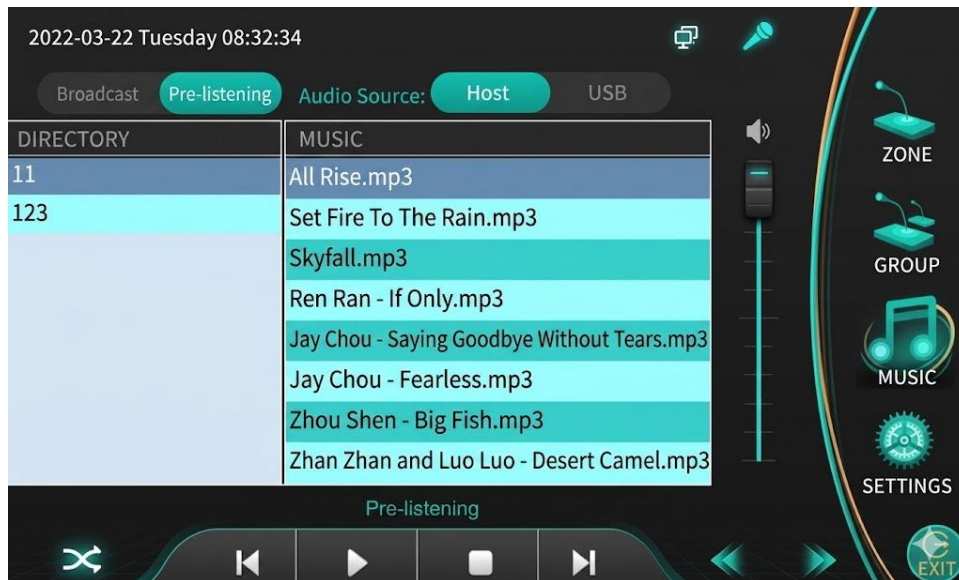 2022-03-22 Tuesday 08:32:34
Broadcast Pre-listening Audio Source: Host USB
DIRECTORY
11
123
MUSIC
All Rise.mp3
Set Fire To The Rain.mp3
Skyfall.mp3
Ren Ran - If Only.mp3
Jay Chou - Saying Goodbye Without Tears.mp3
Jay Chou - Fearless.mp3
Zhou Shen - Big Fish.mp3
Zhan Zhan and Luo Luo - Desert Camel.mp3
Pre-listening
ZONE
GROUP
MUSIC
SETTINGS
EXIT